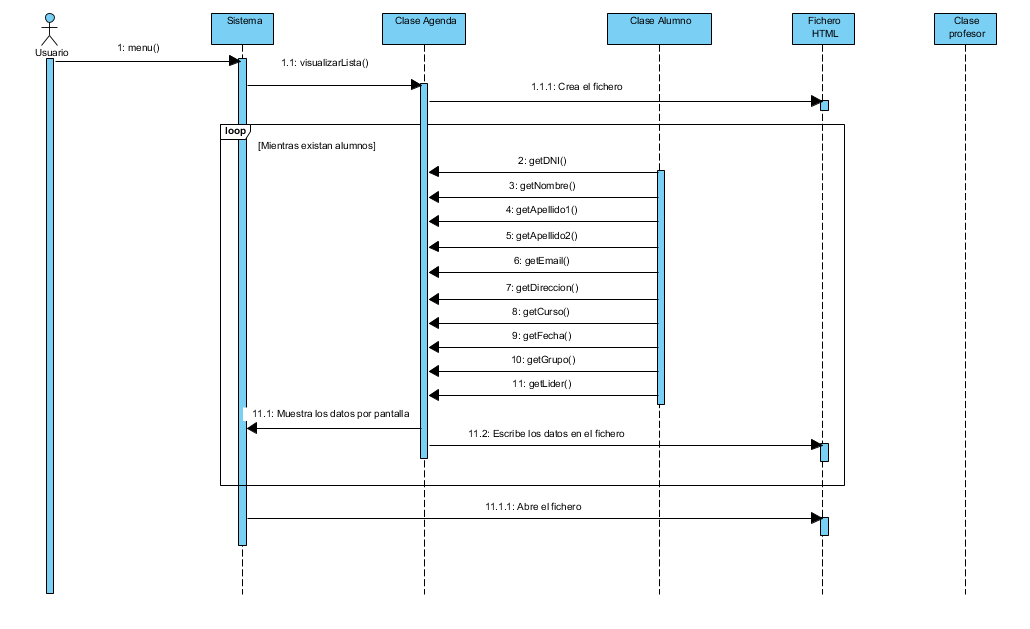 Usuario
Sistema
Clase Agenda
Clase Alumno
Fichero
HTML
Clase
profesor
1: menu()
1.1: visualizarLista()
1.1.1: Crea el fichero
loop
[Mientras existan alumnos]
2: getDNI()
3: getNombre()
4: getApellido1()
5: getApellido2()
6: getEmail()
7: getDireccion()
8: getCurso()
9: getFecha()
10: getGrupo()
11: getLider()
11.1: Muestra los datos por pantalla
11.2: Escribe los datos en el fichero
11.1.1: Abre el fichero